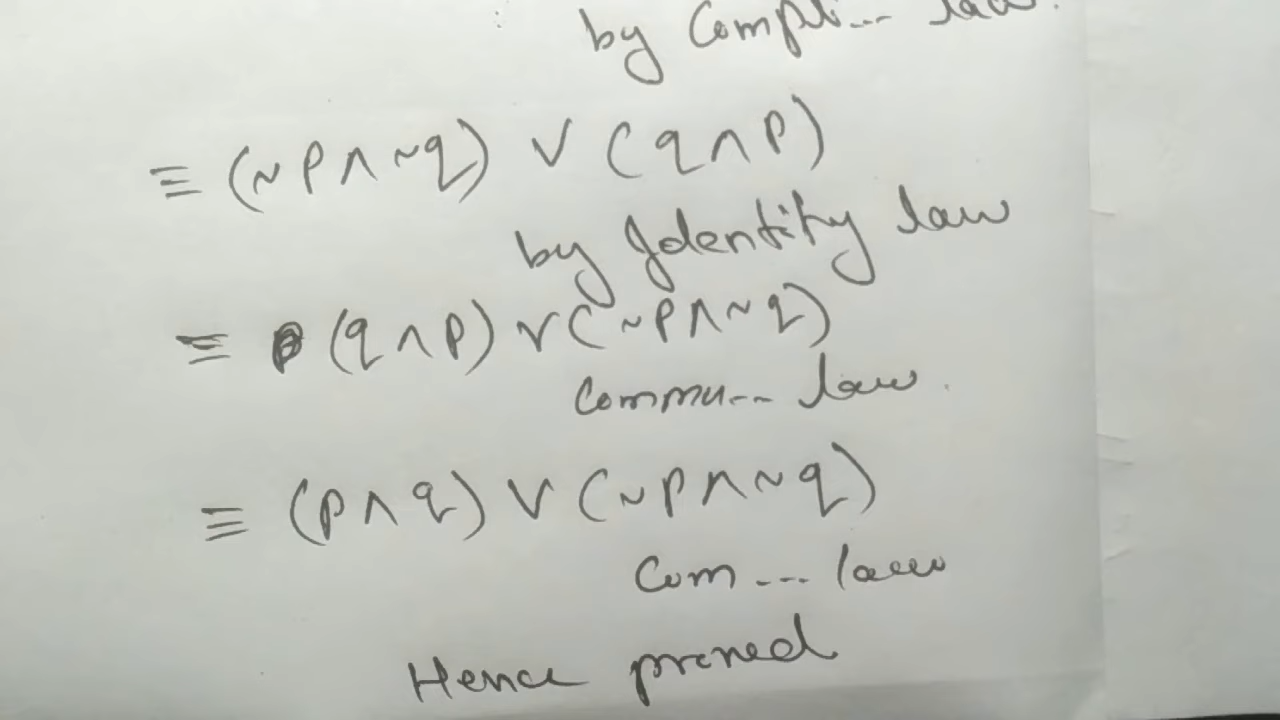 by Compl... law.
≡ (~p∧~q) ∨ (q∧p)
by Identity law
≡ (q∧p) ∨ (~p∧~q)
Commu-- law.
≡ (p∧q) ∨ (~p∧~q)
Com --- law
Hence proved